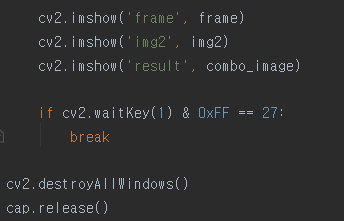 cv2.imshow('frame', frame)
cv2.imshow('img2', img2)
cv2.imshow('result', combo_image)
if cv2.waitKey(1) & 0xFF == 27:
break
cv2.destroyAllWindows()
cap.release()